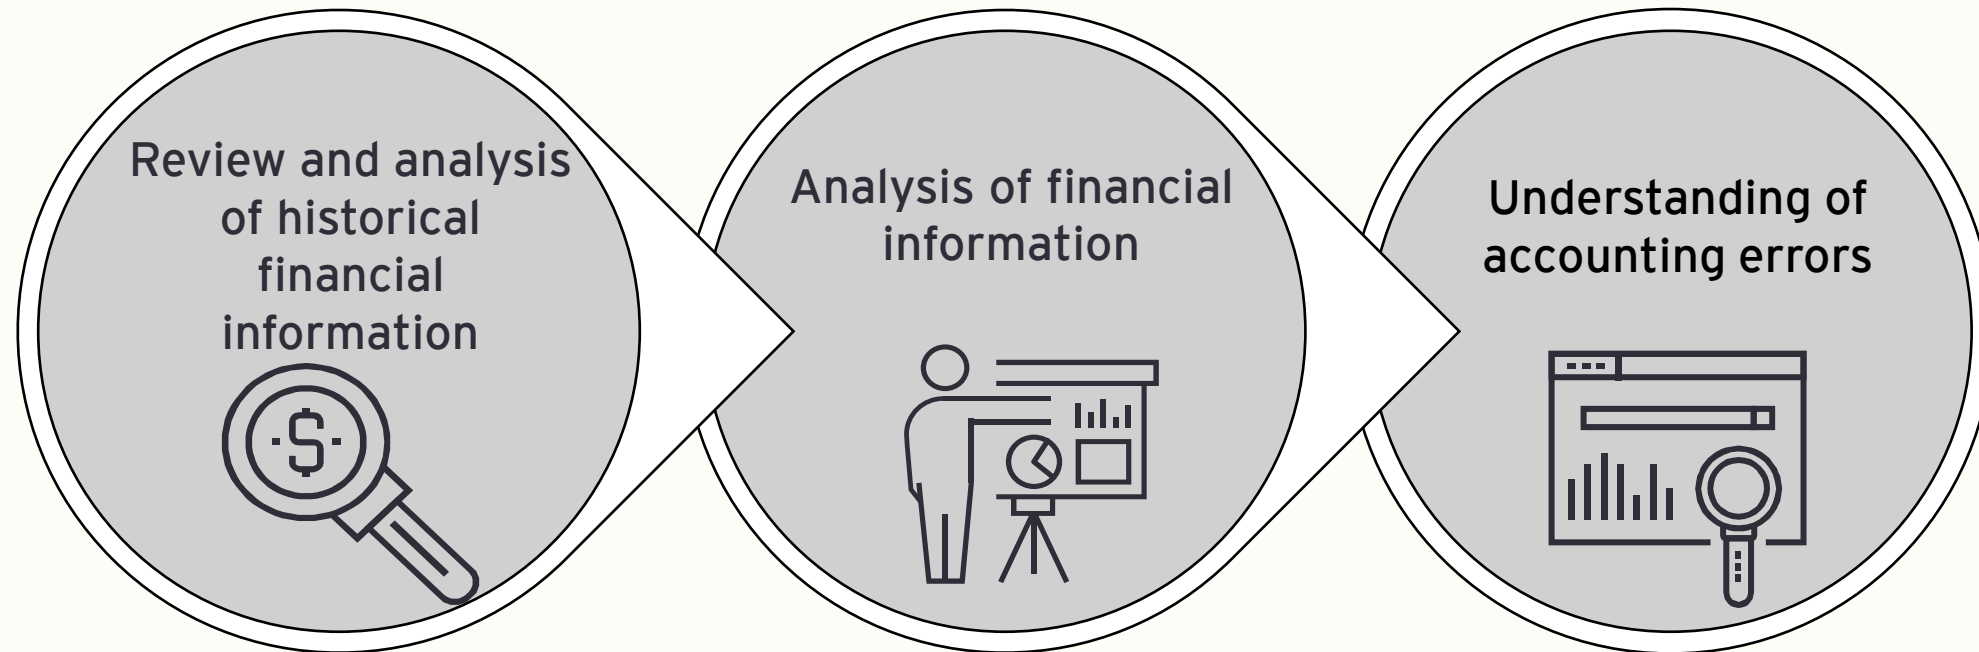 Review and analysis
of historical
financial
information
Analysis of financial
information
Understanding of
accounting errors
$